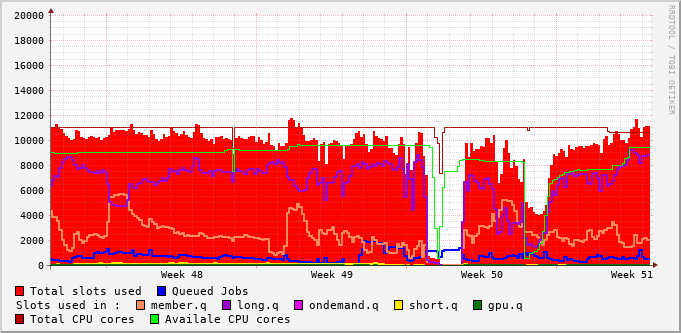 20000
18000
16000
14000
12000
10000
8000
6000
4000
2000
0
Week 48 Week 49 Week 50 Week 51
Total slots used Queued Jobs
Slots used in : member.q long.q ondemand.q short.q gpu.q
Total CPU cores Availale CPU cores
RRDTOOL / TOBI OETIKER